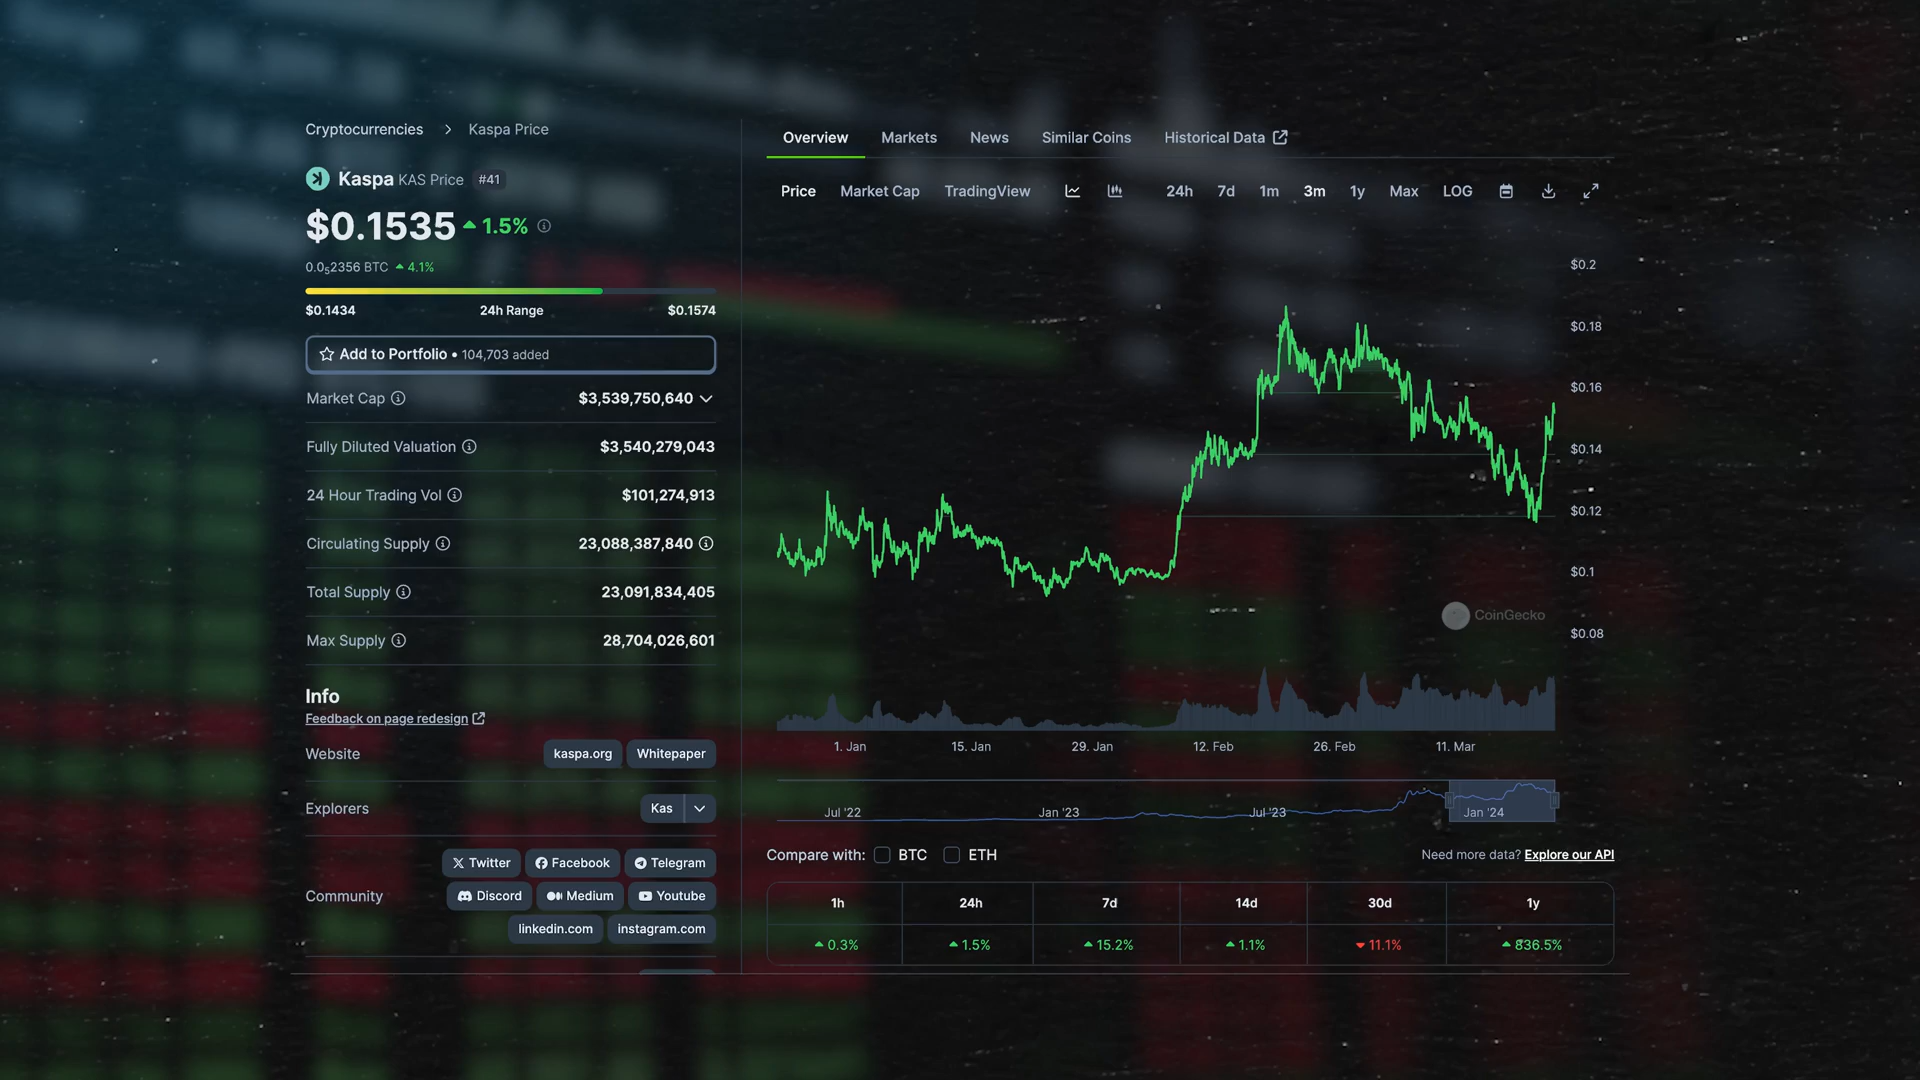 Cryptocurrencies > Kaspa Price
Kaspa KAS Price #41
$0.1535 1.5%
0.0₅2356 BTC 4.1%
$0.1434 24h Range $0.1574
Add to Portfolio • 104,703 added
Market Cap $3,539,750,640
Fully Diluted Valuation $3,540,279,043
24 Hour Trading Vol $101,274,913
Circulating Supply 23,088,387,840
Total Supply 23,091,834,405
Max Supply 28,704,026,601
Info
Feedback on page redesign
Website kaspa.org Whitepaper
Explorers Kas
Community
Twitter Facebook Telegram
Discord Medium Youtube
linkedin.com instagram.com
Overview Markets News Similar Coins Historical Data
Price Market Cap TradingView 24h 7d 1m 3m 1y Max LOG
$0.2
$0.18
$0.16
$0.14
$0.12
$0.1
$0.08
CoinGecko
1. Jan 15. Jan 29. Jan 12. Feb 26. Feb 11. Mar
Jul '22 Jan '23 Jul '23 Jan '24
Compare with: BTC ETH
Need more data? Explore our API
1h 24h 7d 14d 30d 1y
0.3% 1.5% 15.2% 1.1% 11.1% 836.5%